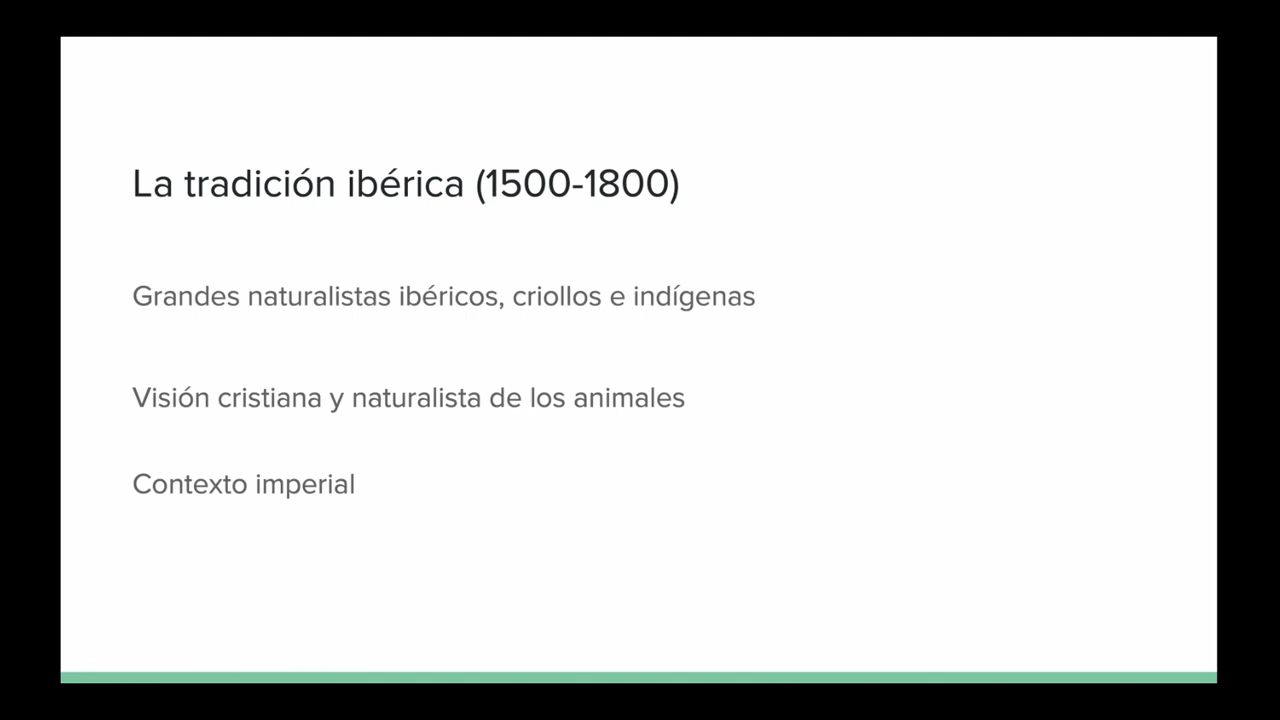 La tradición ibérica (1500-1800)
Grandes naturalistas ibéricos, criollos e indígenas
Visión cristiana y naturalista de los animales
Contexto imperial